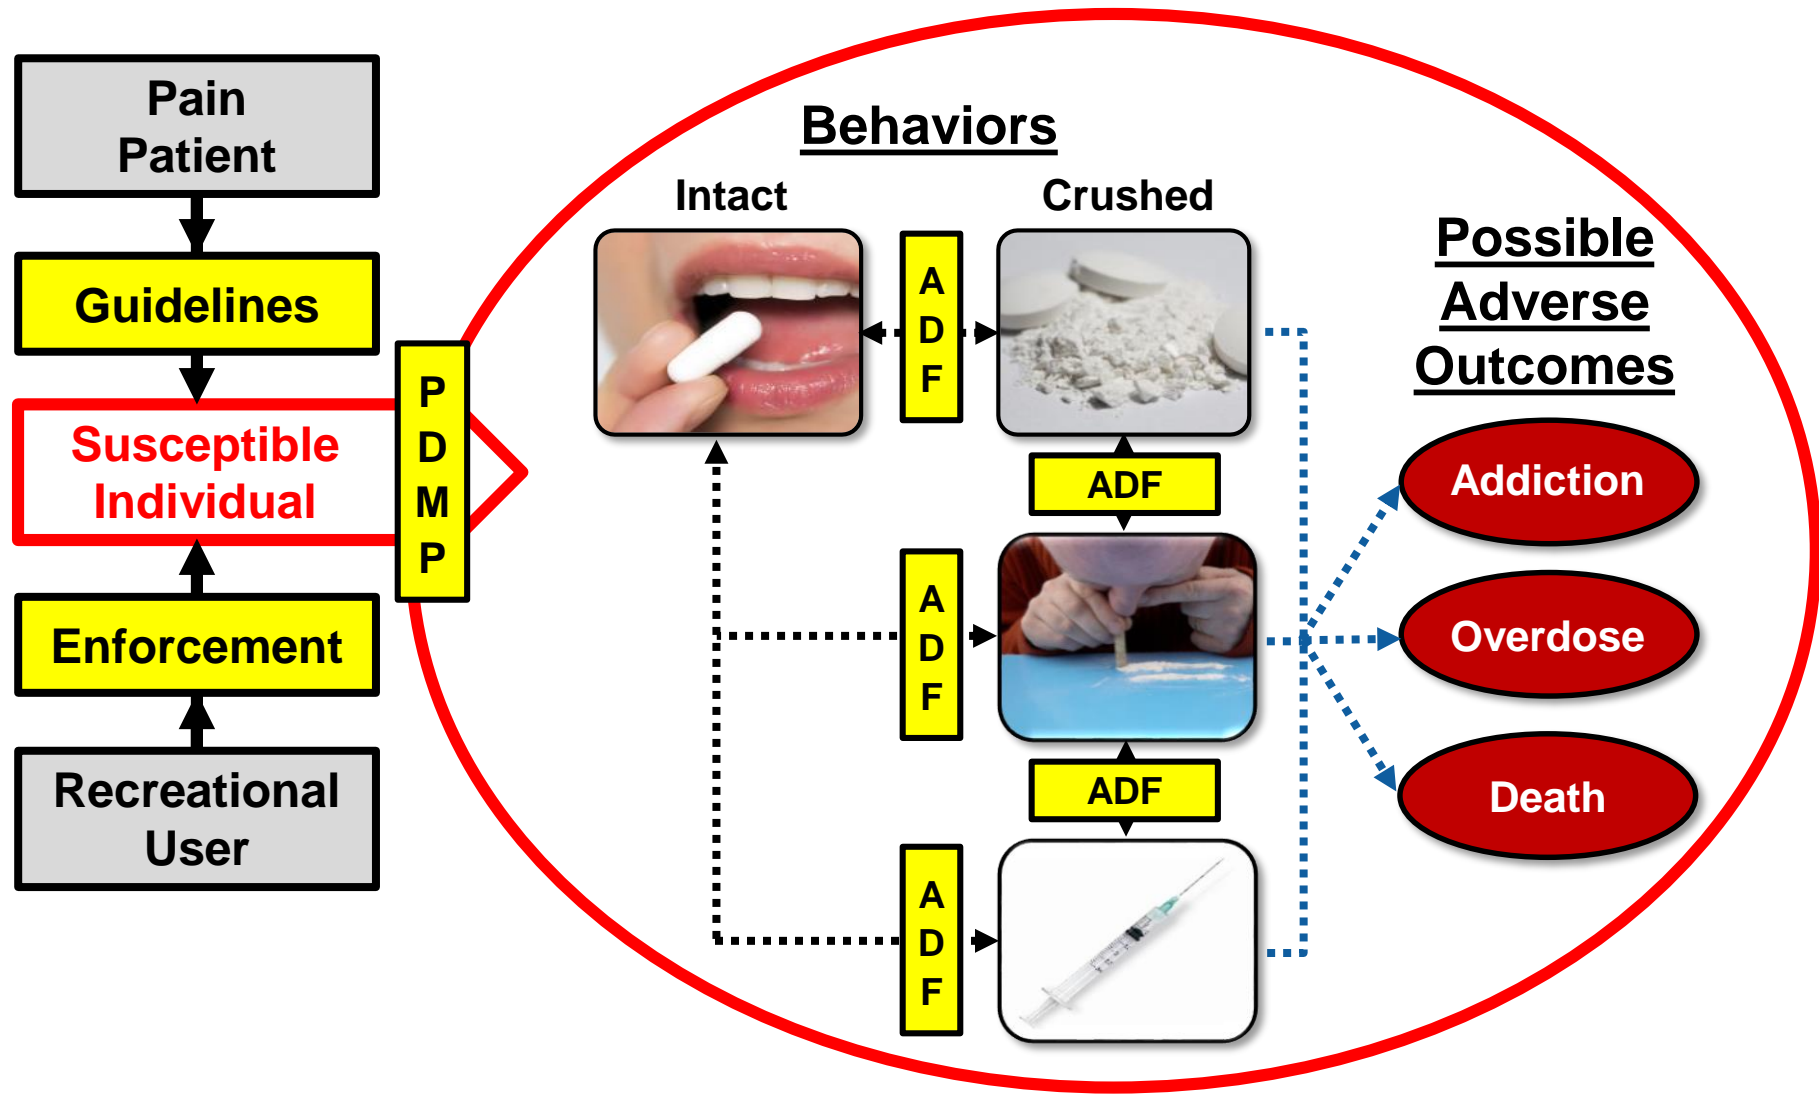 Pain
Patient
Guidelines
Susceptible
Individual
Enforcement
Recreational
User
P
D
M
P
Behaviors
Intact
Crushed
A
D
F
ADF
A
D
F
ADF
A
D
F
Possible
Adverse
Outcomes
Addiction
Overdose
Death